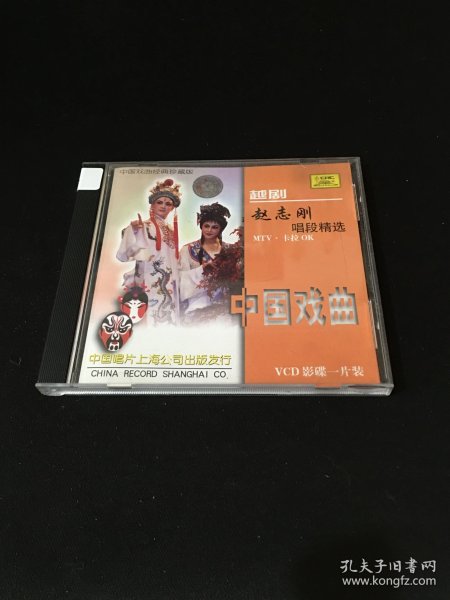 中国戏曲经典珍藏版
CRC
越剧
赵志刚
唱段精选
MTV·卡拉OK
中国戏曲
中国唱片上海公司出版发行
CHINA RECORD SHANGHAI CO.
VCD影碟一片装
孔夫子旧书网
www.kongfz.com